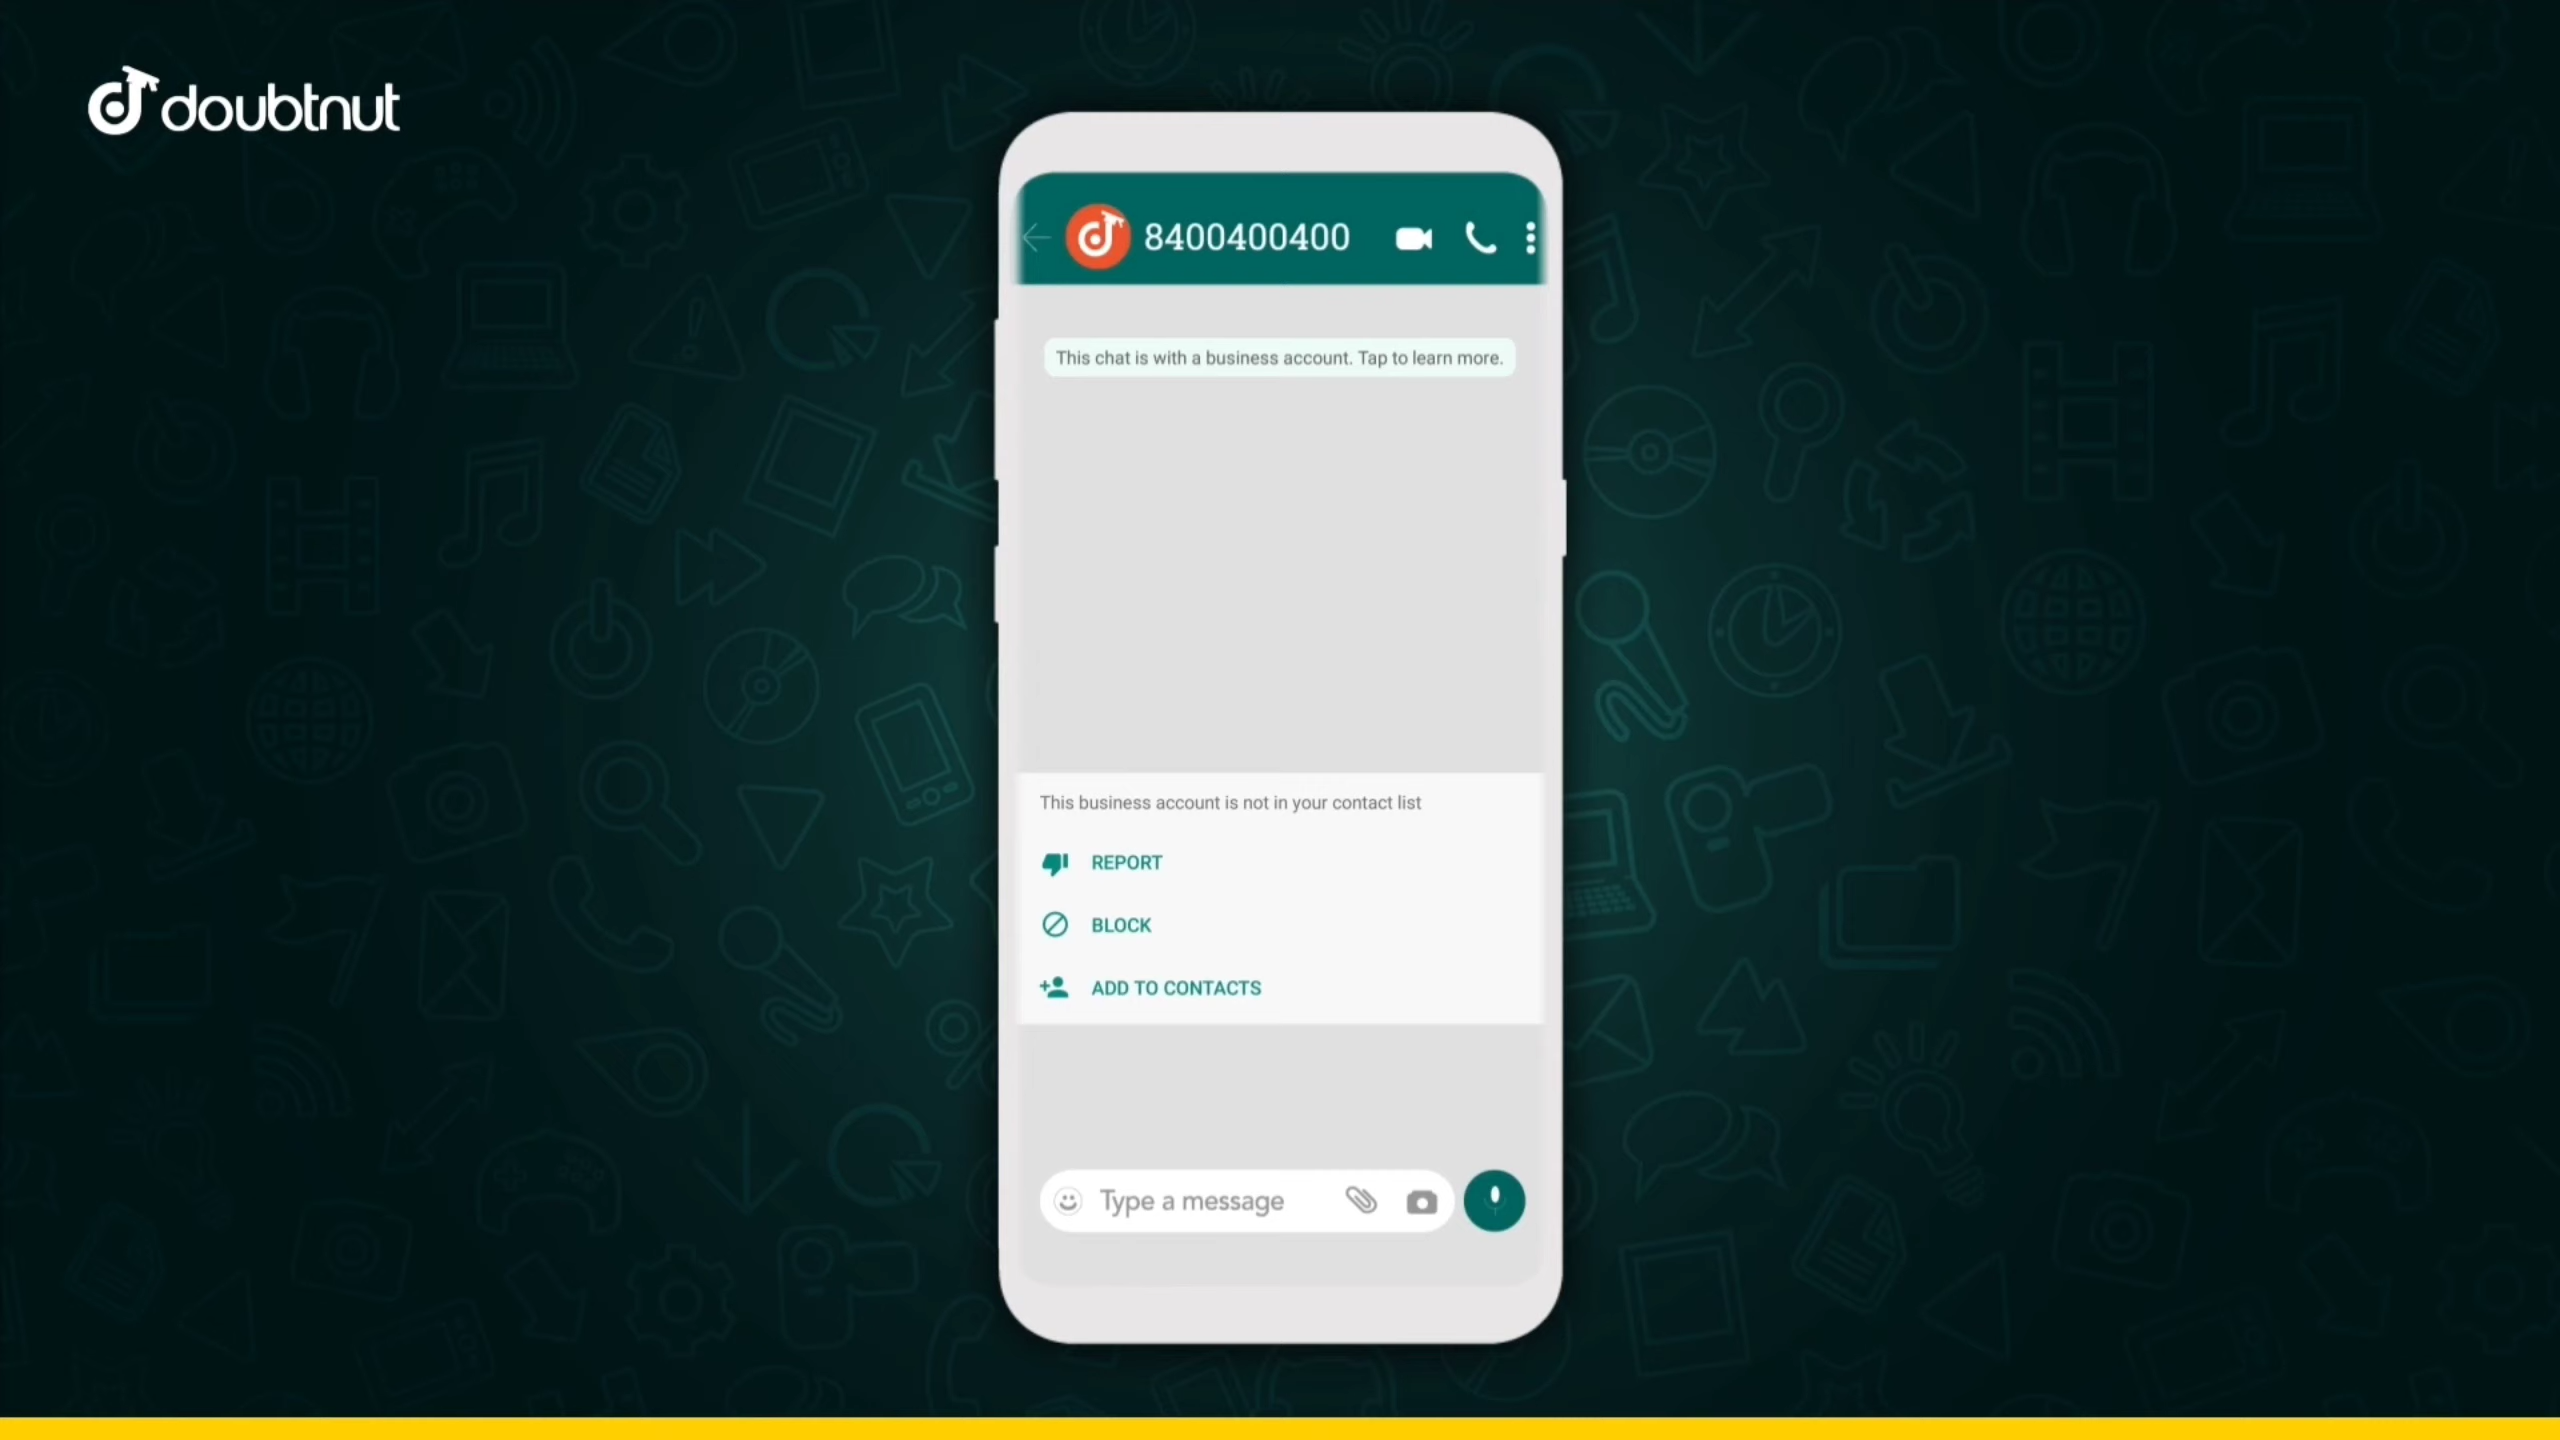 doubtnut
8400400400
This chat is with a business account. Tap to learn more.
This business account is not in your contact list
REPORT
BLOCK
ADD TO CONTACTS
Type a message